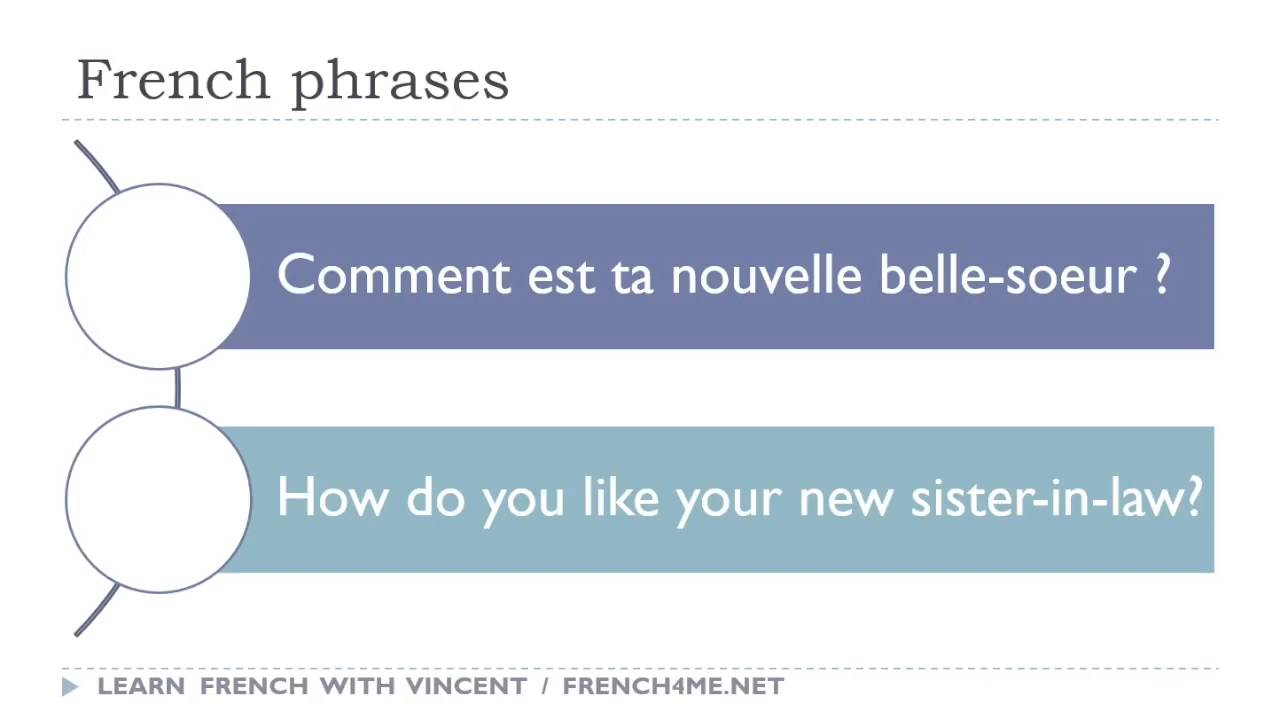 French phrases
Comment est ta nouvelle belle-soeur ?
How do you like your new sister-in-law?
LEARN FRENCH WITH VINCENT / FRENCH4ME.NET